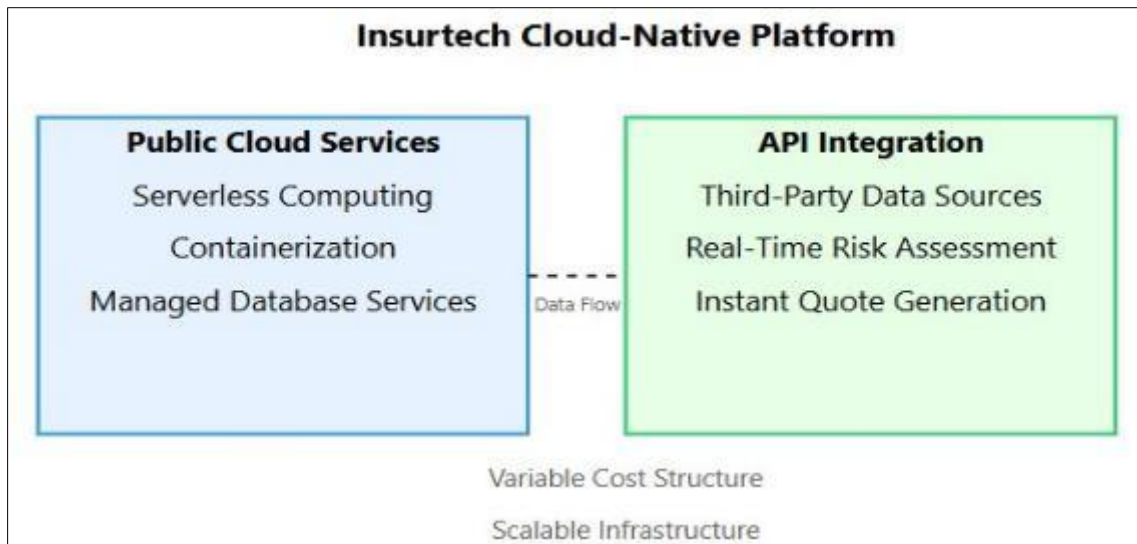 Insurtech Cloud-Native Platform
Public Cloud Services
Serverless Computing
Containerization
Managed Database Services
Data Flow
API Integration
Third-Party Data Sources
Real-Time Risk Assessment
Instant Quote Generation
Variable Cost Structure
Scalable Infrastructure